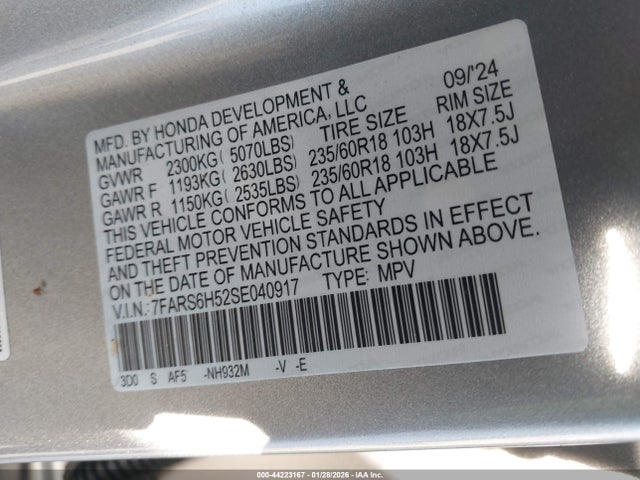 09/'24
MFD. BY HONDA DEVELOPMENT &
MANUFACTURING OF AMERICA, LLC
TIRE SIZE RIM SIZE
GVWR 2300KG( 5070LBS)
GAWR F 1193KG( 2630LBS) 235/60R18 103H 18X7.5J
GAWR R 1150KG( 2535LBS) 235/60R18 103H 18X7.5J
THIS VEHICLE CONFORMS TO ALL APPLICABLE
FEDERAL MOTOR VEHICLE SAFETY
AND THEFT PREVENTION STANDARDS IN EFFECT
ON THE DATE OF MANUFACTURE SHOWN ABOVE.
V.I.N.:7FARS6H52SE040917 TYPE: MPV
3D0 S AF5 -NH932M -V -E
000-44223167 - 01/28/2026 - IAA Inc.